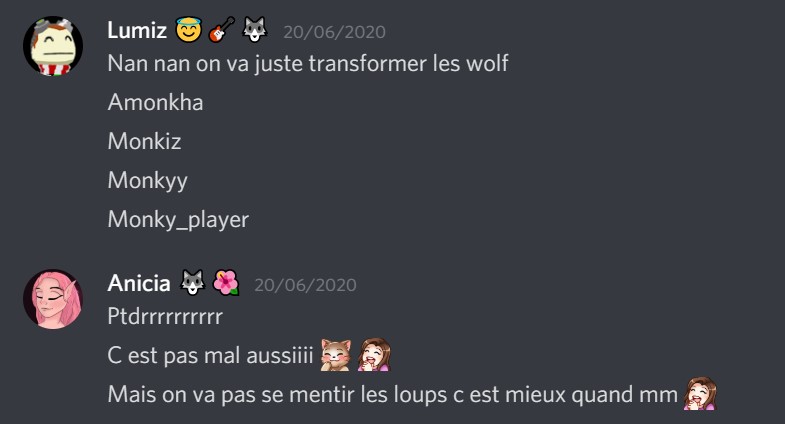 Lumiz 😇🎸🐺 20/06/2020
Nan nan on va juste transformer les wolf
Amonkha
Monkiz
Monkyy
Monky_player
Anicia 🐺🌺 20/06/2020
Ptdrrrrrrrrrr
C est pas mal aussiiii
Mais on va pas se mentir les loups c est mieux quand mm